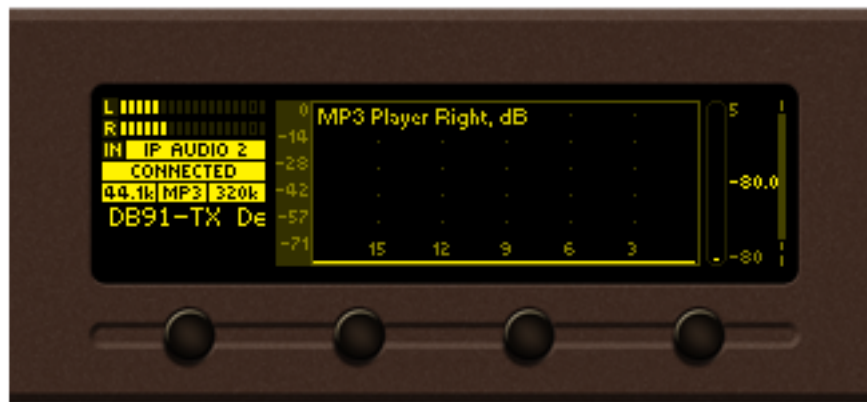 L
R
IN IP AUDIO 2
CONNECTED
44.1k MP3 320k
DB91-TX De
0
-14
-28
-42
-57
-71
MP3 Player Right, dB
15 12 9 6 3
5
-80.0
-80